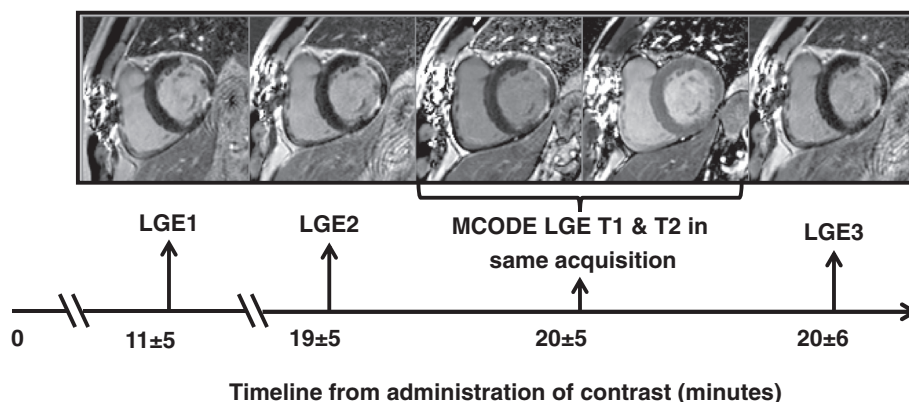 LGE1
LGE2
MCODE LGE T1 & T2 in
same acquisition
LGE3
0
11±5
19±5
20±5
20±6
Timeline from administration of contrast (minutes)